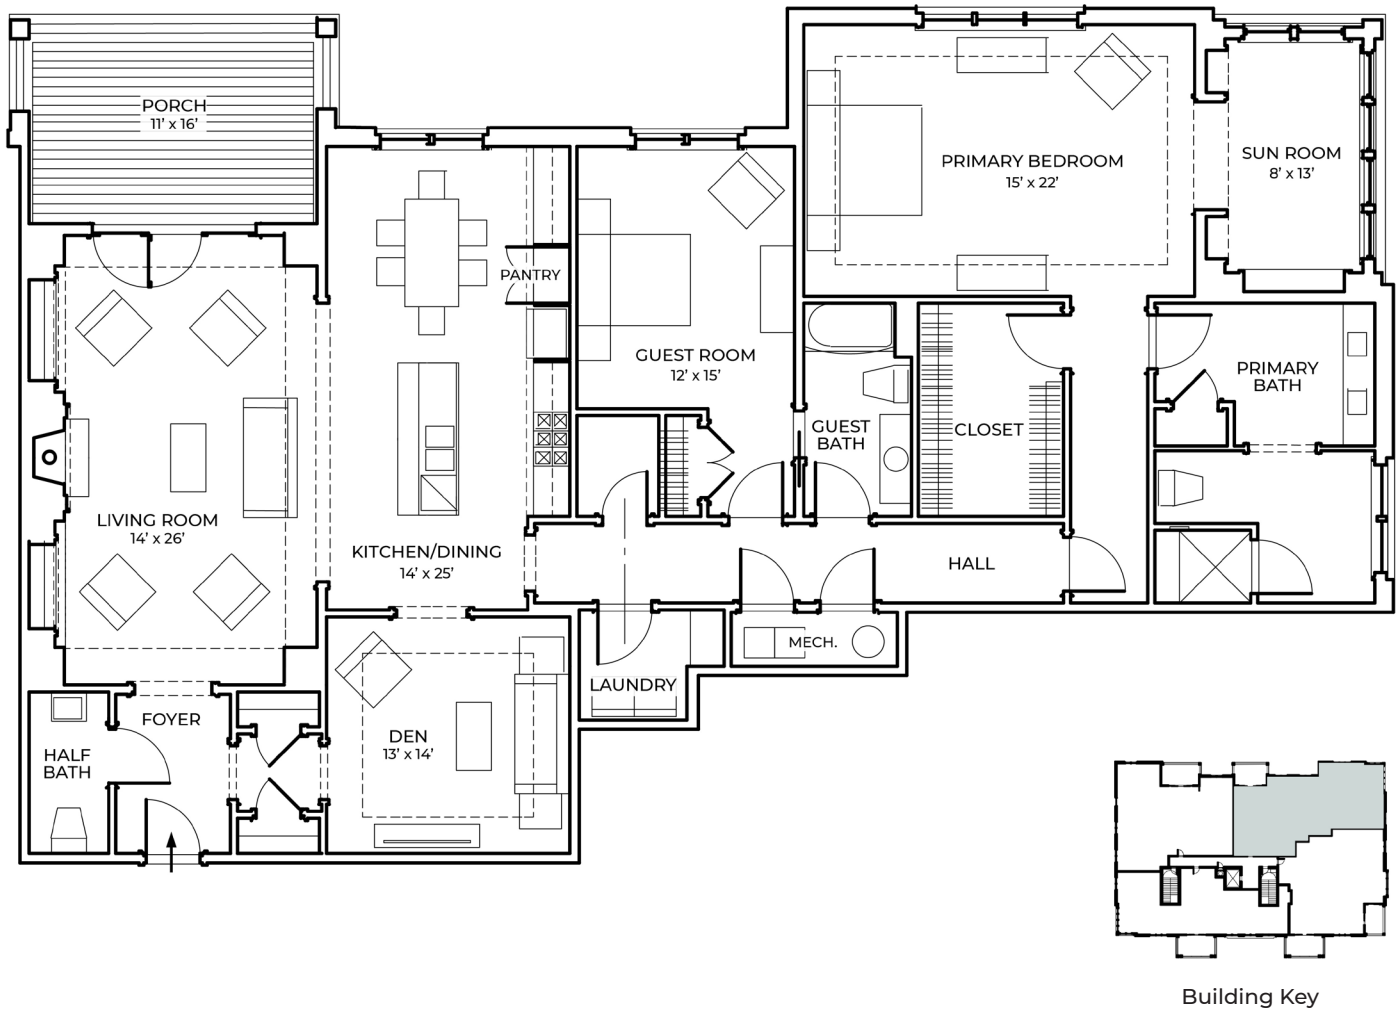 PORCH
11’ x 16’
PRIMARY BEDROOM
15’ x 22’
SUN ROOM
8’ x 13’
PANTRY
GUEST ROOM
12’ x 15’
PRIMARY
BATH
GUEST
BATH
CLOSET
LIVING ROOM
14’ x 26’
KITCHEN/DINING
14’ x 25’
HALL
MECH.
LAUNDRY
FOYER
DEN
13’ x 14’
HALF
BATH
Building Key